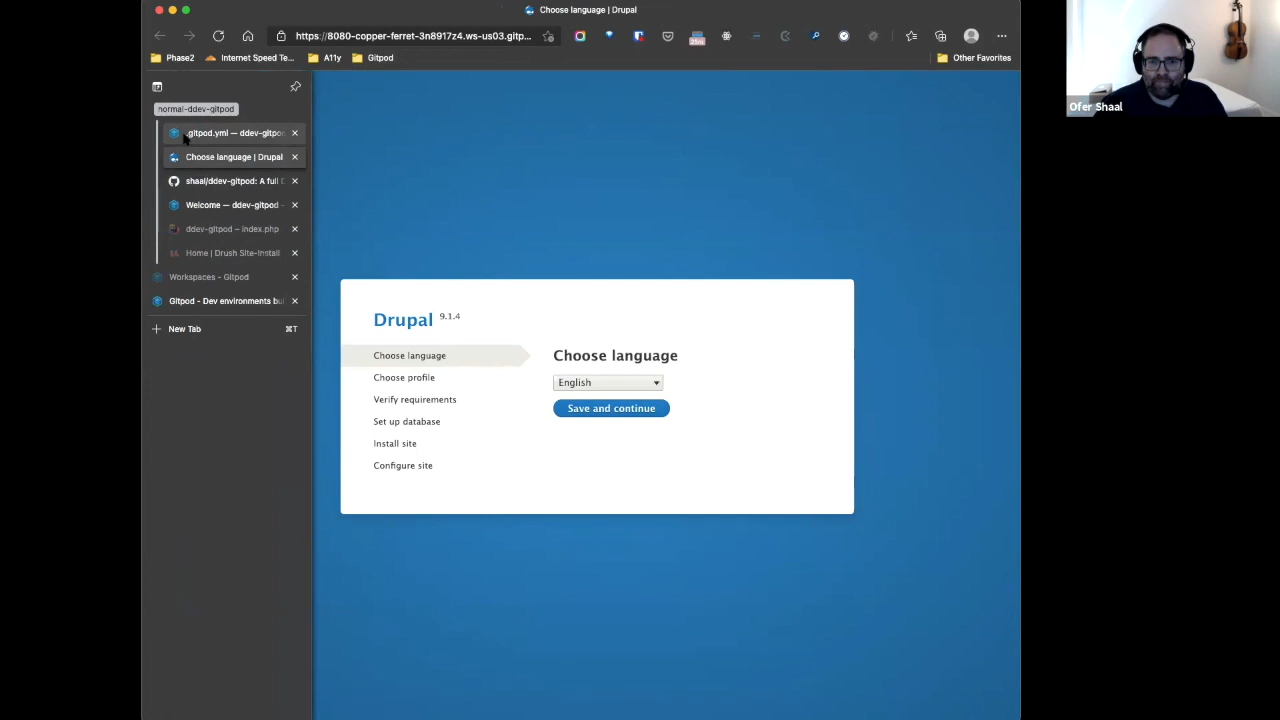 Choose language | Drupal
https://8080-copper-ferret-3n8917z4.ws-us03.gitp...
25m
Phase2
Internet Speed Te...
A11y
Gitpod
Other Favorites
normal-ddev-gitpod
.gitpod.yml — ddev-gitpod
Choose language | Drupal
shaal/ddev-gitpod: A full D
Welcome — ddev-gitpod -
ddev-gitpod – index.php
Home | Drush Site-Install
Workspaces - Gitpod
Gitpod - Dev environments bui
New Tab
⌘T
Drupal 9.1.4
Choose language
Choose profile
Verify requirements
Set up database
Install site
Configure site
Choose language
English
Save and continue
Ofer Shaal